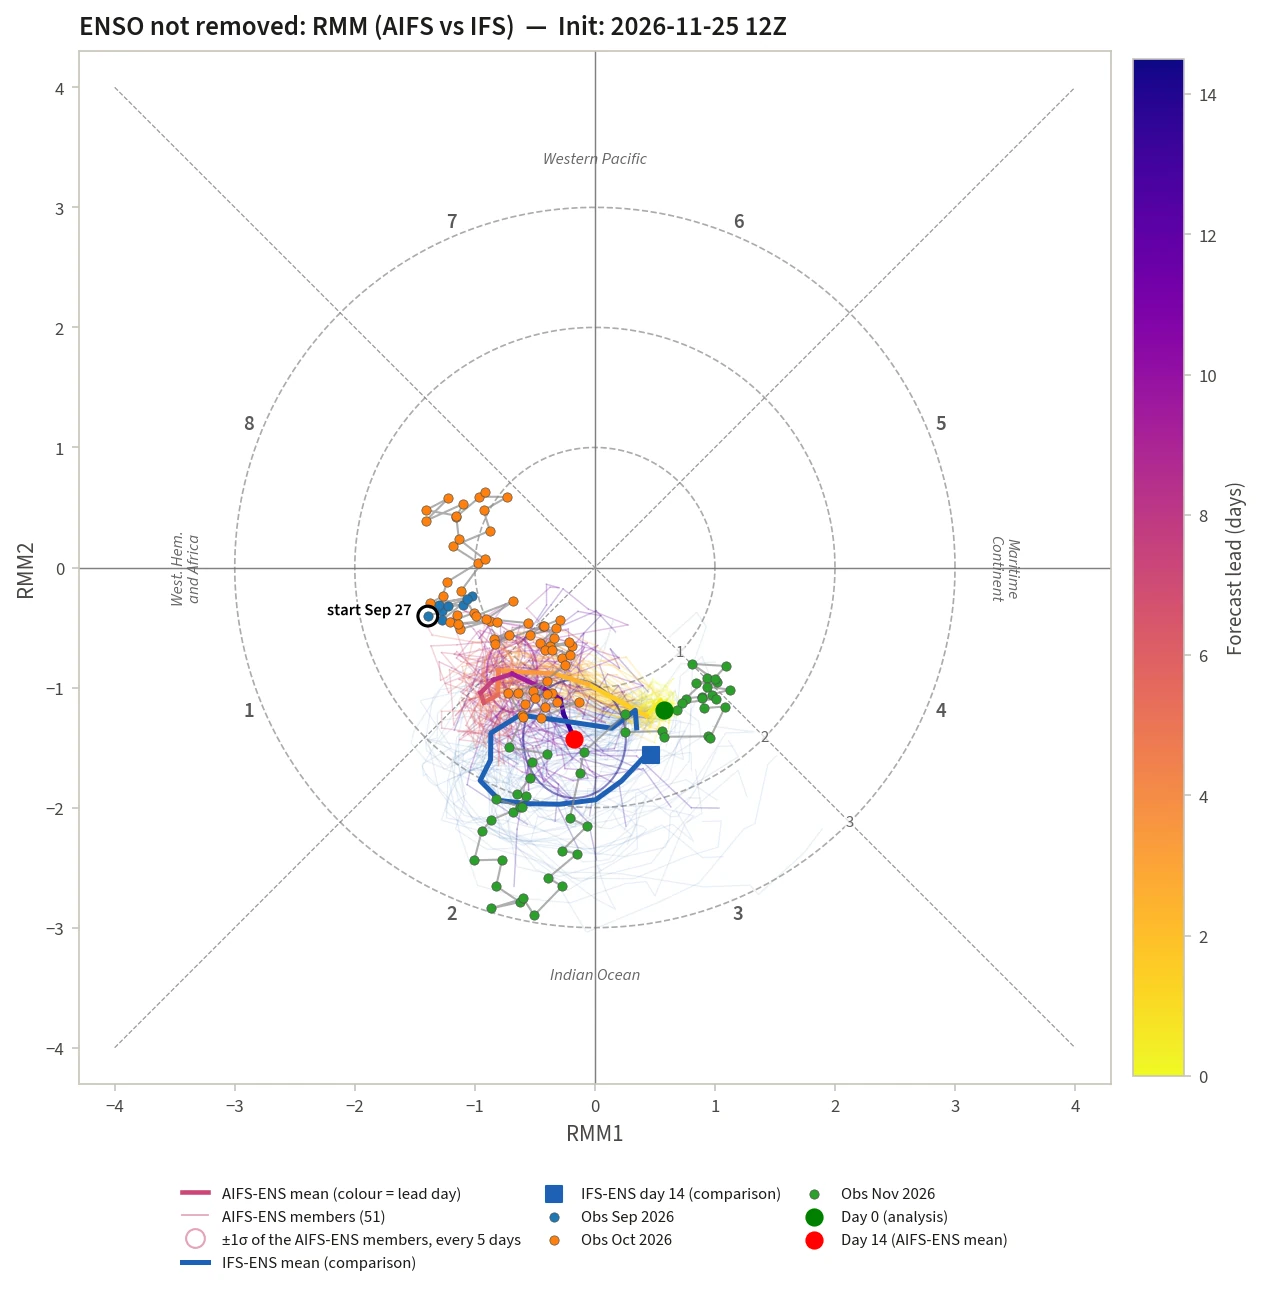 ENSO not removed: RMM (AIFS vs IFS) — Init: 2026-11-25 12Z
RMM2
4
3
2
1
0
−1
−2
−3
−4
Western Pacific
7
6
8
5
West. Hem.
and Africa
Maritime
Continent
start Sep 27
1
4
1
2
3
2
3
Indian Ocean
−4
−3
−2
−1
0
1
2
3
4
RMM1
14
12
10
8
6
4
2
0
Forecast lead (days)
AIFS-ENS mean (colour = lead day)
AIFS-ENS members (51)
±1σ of the AIFS-ENS members, every 5 days
IFS-ENS mean (comparison)
IFS-ENS day 14 (comparison)
Obs Sep 2026
Obs Oct 2026
Obs Nov 2026
Day 0 (analysis)
Day 14 (AIFS-ENS mean)